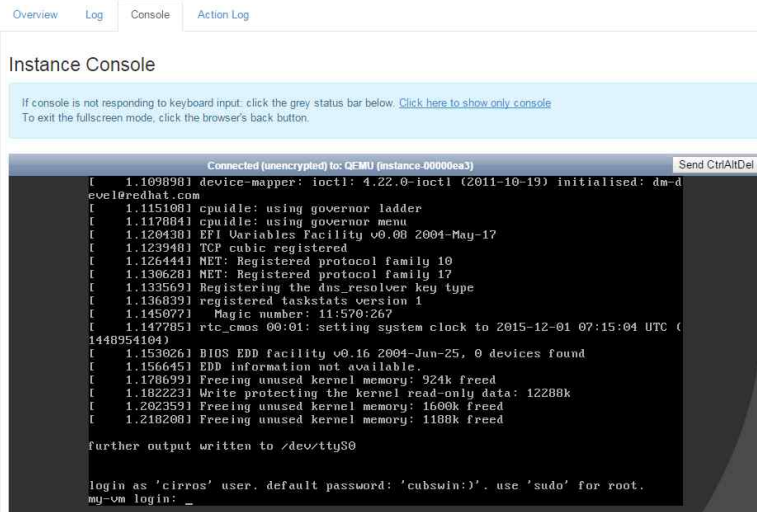 Overview Log Console Action Log
Instance Console
If console is not responding to keyboard input: click the grey status bar below. Click here to show only console
To exit the fullscreen mode, click the browser's back button.
Connected (unencrypted) to: QEMU (instance-00000ea3) Send CtrlAltDel
[    1.109898] device-mapper: ioctl: 4.22.0-ioctl (2011-10-19) initialised: dm-d
evel@redhat.com
[    1.115108] cpuidle: using governor ladder
[    1.117884] cpuidle: using governor menu
[    1.120438] EFI Variables Facility v0.08 2004-May-17
[    1.123948] TCP cubic registered
[    1.126444] NET: Registered protocol family 10
[    1.130628] NET: Registered protocol family 17
[    1.133569] Registering the dns_resolver key type
[    1.136839] registered taskstats version 1
[    1.145077]   Magic number: 11:570:267
[    1.147785] rtc_cmos 00:01: setting system clock to 2015-12-01 07:15:04 UTC (
1448954104)
[    1.153026] BIOS EDD facility v0.16 2004-Jun-25, 0 devices found
[    1.156645] EDD information not available.
[    1.178699] Freeing unused kernel memory: 924k freed
[    1.182223] Write protecting the kernel read-only data: 12288k
[    1.202359] Freeing unused kernel memory: 1600k freed
[    1.218208] Freeing unused kernel memory: 1188k freed
further output written to /dev/ttyS0
login as 'cirros' user. default password: 'cubswin:)'. use 'sudo' for root.
my-vm login: _